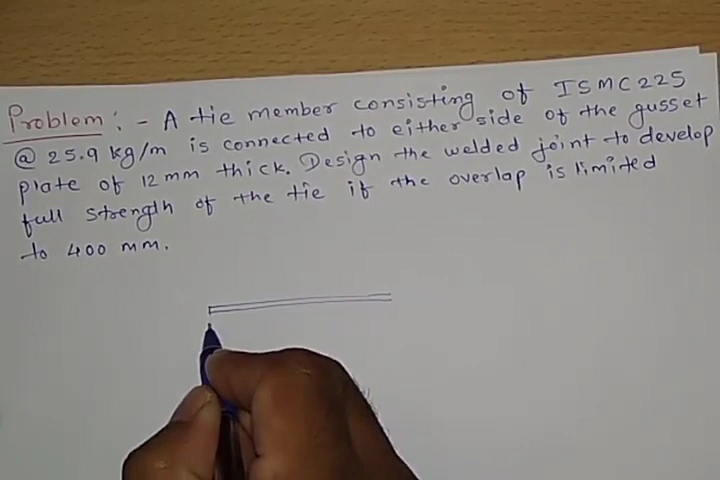 Problem : - A tie member consisting of ISMC225
@ 25.9 kg/m is connected to either side of the gusset
plate of 12 mm thick. Design the welded joint to develop
full strength of the tie if the overlap is limited
to 400 mm.